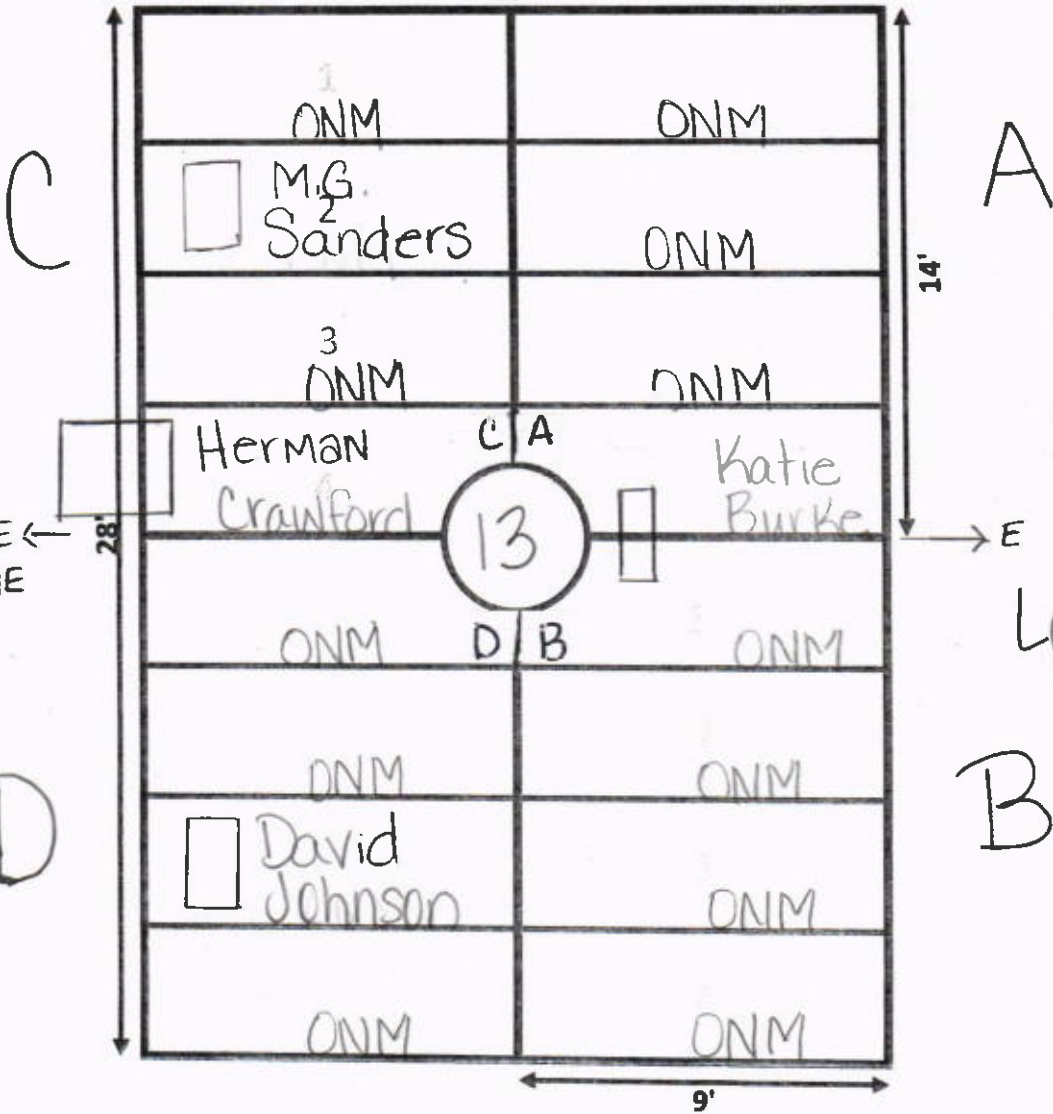 1
ONM ONM
C
A
M.G.
2
Sanders
ONM
14'
3
ONM ONM
Herman
Crawford
C A
Katie
Burke
13
28'
E
E
E
ONM
D B
ONM
ONM ONM
D
B
David
Johnson
ONM
ONM ONM
9'